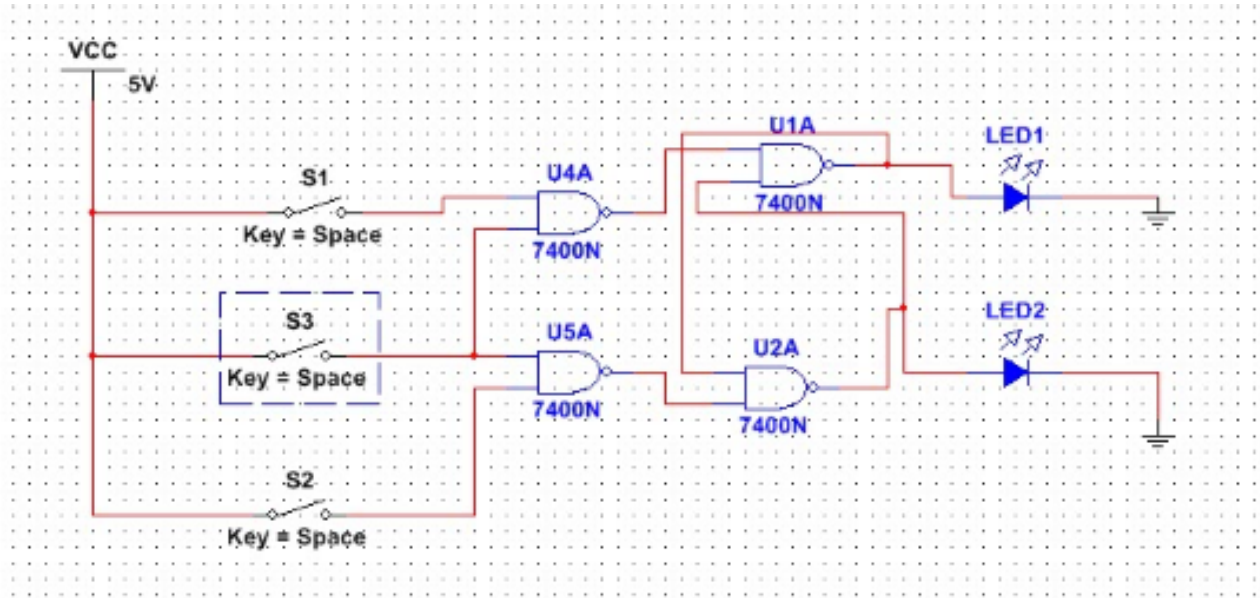 VCC
5V
S1
Key = Space
U4A
7400N
U1A
7400N
LED1
S3
Key = Space
U5A
7400N
U2A
7400N
LED2
S2
Key = Space